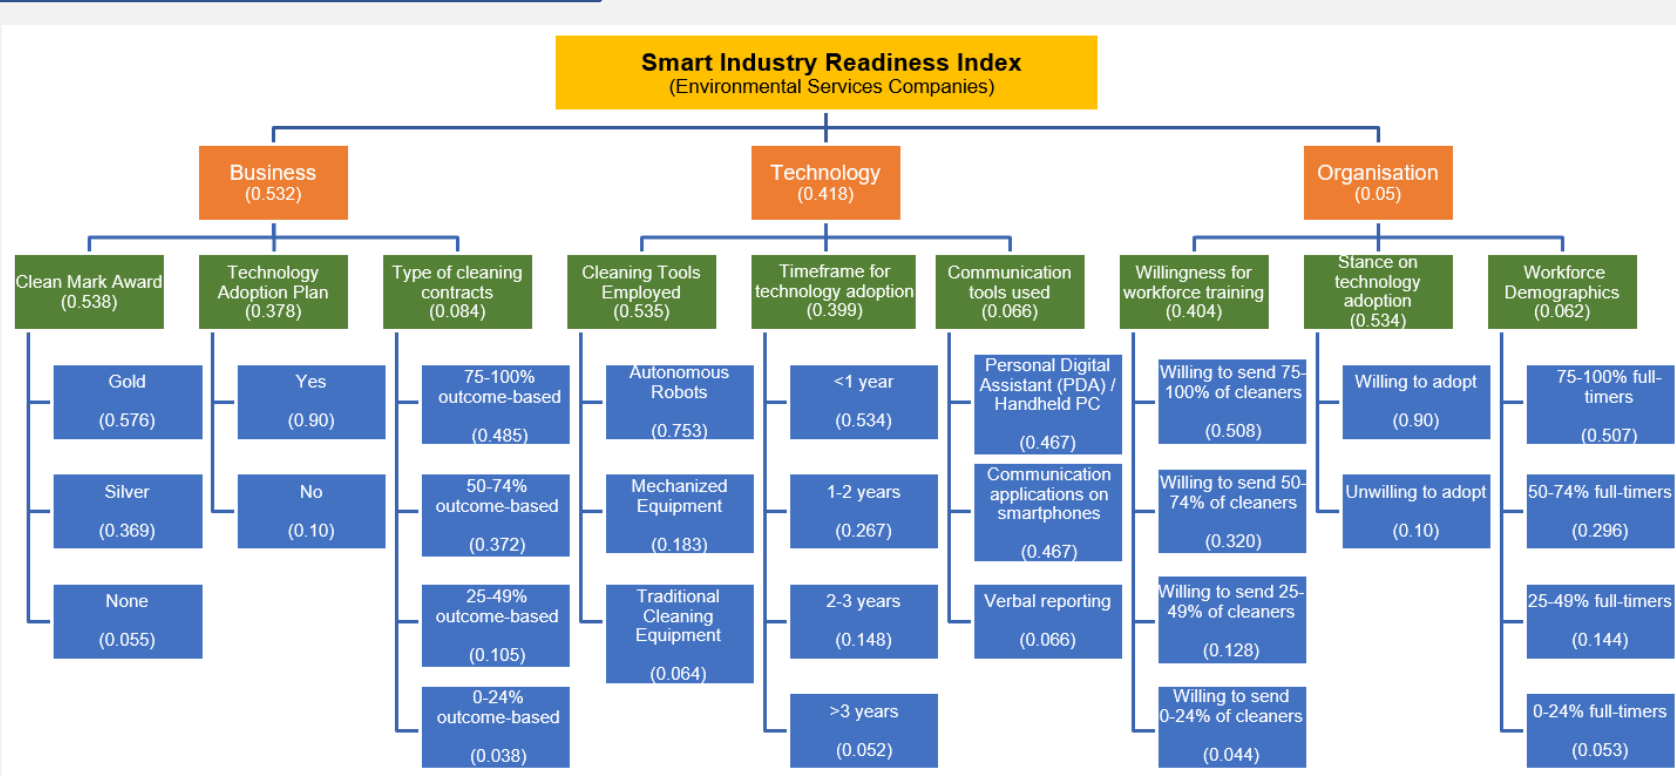 Smart Industry Readiness Index
(Environmental Services Companies)
Business
(0.532)
Technology
(0.418)
Organisation
(0.05)
Clean Mark Award
(0.538)
Technology
Adoption Plan
(0.378)
Type of cleaning
contracts
(0.084)
Cleaning Tools
Employed
(0.535)
Timeframe for
technology adoption
(0.399)
Communication
tools used
(0.066)
Willingness for
workforce training
(0.404)
Stance on
technology
adoption
(0.534)
Workforce
Demographics
(0.062)
Gold
(0.576)
Silver
(0.369)
None
(0.055)
Yes
(0.90)
No
(0.10)
75-100%
outcome-based
(0.485)
50-74%
outcome-based
(0.372)
25-49%
outcome-based
(0.105)
0-24%
outcome-based
(0.038)
Autonomous
Robots
(0.753)
Mechanized
Equipment
(0.183)
Traditional
Cleaning
Equipment
(0.064)
<1 year
(0.534)
1-2 years
(0.267)
2-3 years
(0.148)
>3 years
(0.052)
Personal Digital
Assistant (PDA) /
Handheld PC
(0.467)
Communication
applications on
smartphones
(0.467)
Verbal reporting
(0.066)
Willing to send 75-
100% of cleaners
(0.508)
Willing to send 50-
74% of cleaners
(0.320)
Willing to send 25-
49% of cleaners
(0.128)
Willing to send
0-24% of cleaners
(0.044)
Willing to adopt
(0.90)
Unwilling to adopt
(0.10)
75-100% full-
timers
(0.507)
50-74% full-timers
(0.296)
25-49% full-timers
(0.144)
0-24% full-timers
(0.053)